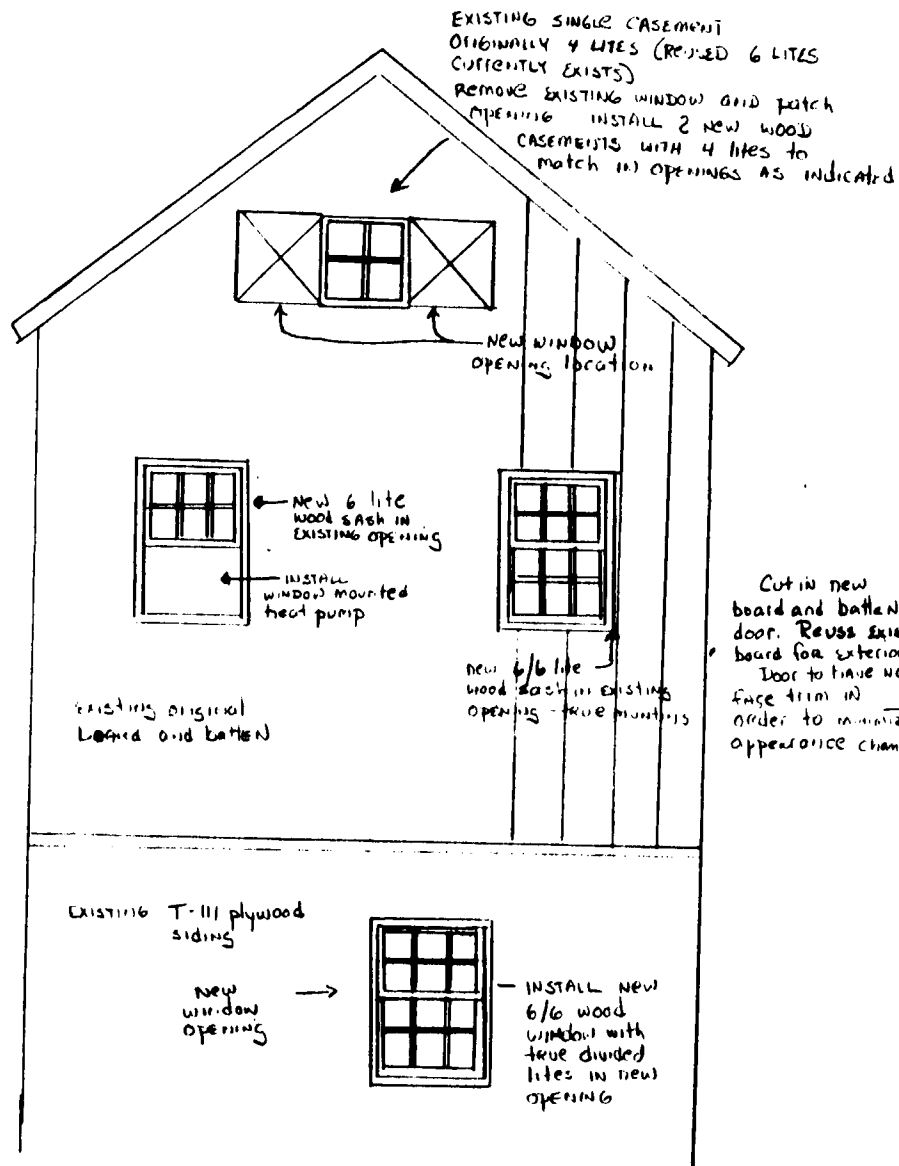 EXISTING SINGLE CASEMENT
ORIGINALLY 4 LITES (REUSED 6 LITES
CURRENTLY EXISTS)
REMOVE EXISTING WINDOW and patch
OPENING INSTALL 2 NEW WOOD
CASEMENTS WITH 4 lites to
match in OPENINGS AS INDICATED
NEW WINDOW
OPENING location
NEW 6 lite
WOOD SASH IN
EXISTING OPENING
INSTALL
WINDOW mounted
heat pump
Existing original
Board and batten
new 6/6 lite
wood sash in existing
OPENING - true muntins
Cut in new
board and batten
door. Reuse
board for
Door to have
trim in
order to
appearance
EXISTING T-111 plywood
SIDING
New
window
OPENING
INSTALL NEW
6/6 wood
window with
true divided
lites in new
OPENING